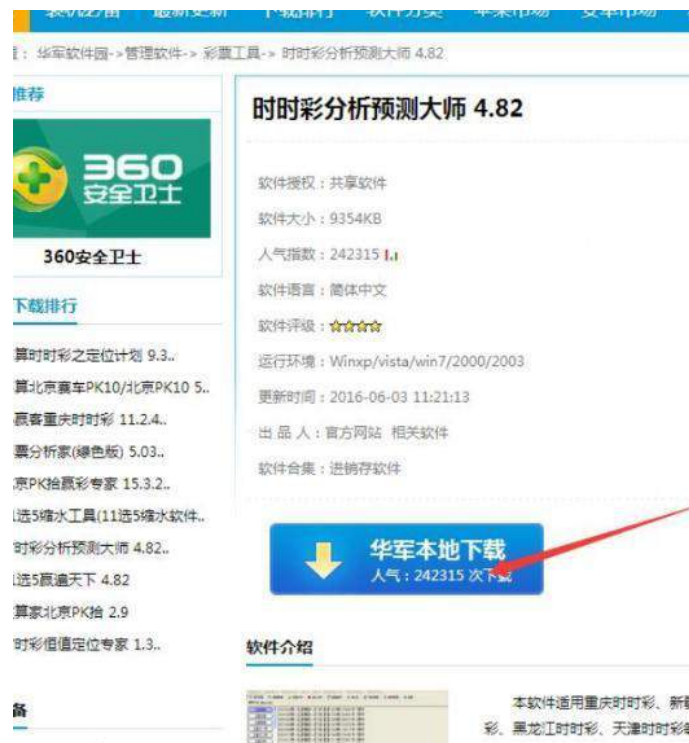 下载排行
软件分类
： 华军软件园->管理软件-> 彩票工具-> 时时彩分析预测大师 4.82
推荐
360
安全卫士
360安全卫士
下载排行
算时时彩之定位计划 9.3..
算北京赛车PK10/北京PK10 5..
赢客重庆时时彩 11.2.4..
票分析家(绿色版) 5.03..
京PK拾赢彩专家 15.3.2..
选5缩水工具(11选5缩水软件..
时彩分析预测大师 4.82..
选5赢遍天下 4.82
算家北京PK拾 2.9
时彩恒值定位专家 1.3..
备
时时彩分析预测大师 4.82
软件授权：共享软件
软件大小：9354KB
人气指数：242315
软件语言：简体中文
软件评级：
运行环境：Winxp/vista/win7/2000/2003
更新时间：2016-06-03 11:21:13
出 品 人：官方网站 相关软件
软件合集：进销存软件
华军本地下载
人气：242315 次下载
软件介绍
本软件适用重庆时时彩、新
彩、黑龙江时时彩、天津时时彩